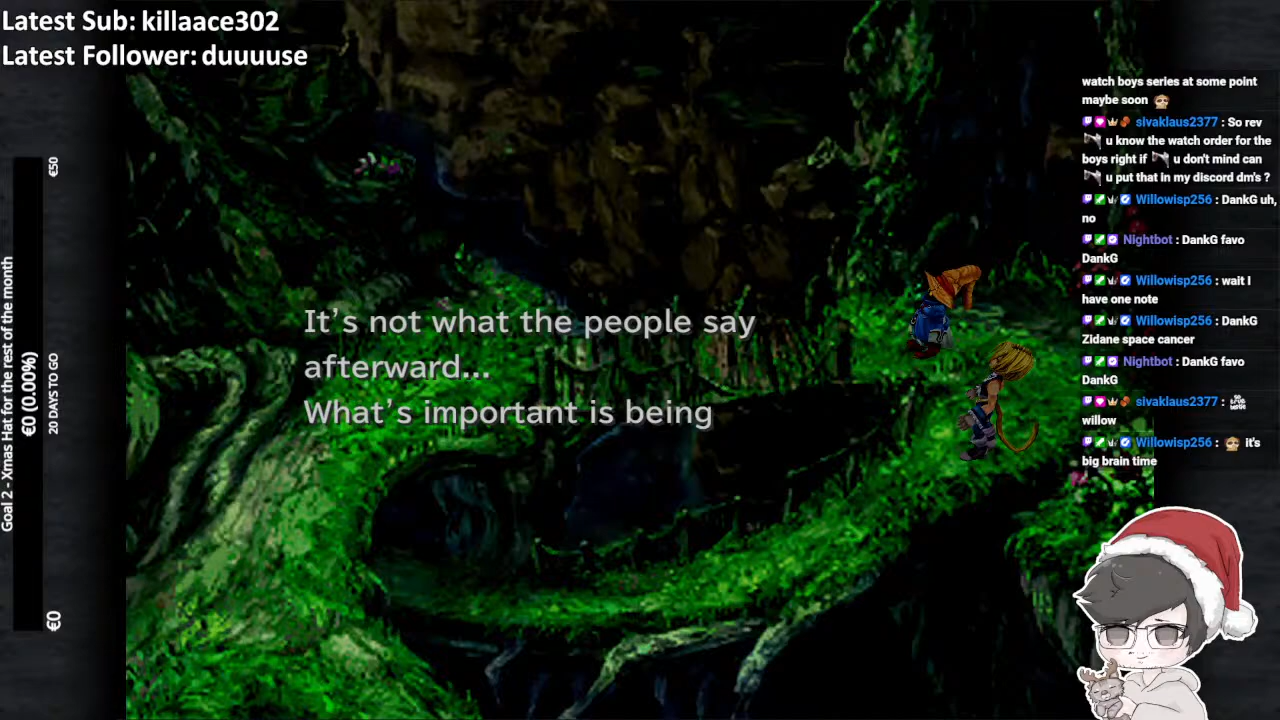 Latest Sub: killaace302
Latest Follower: duuuuse
Goal 2 - Xmas Hat for the rest of the month
€0 (0.00%)
20 DAYS TO GO
€50
€0
It's not what the people say
afterward...
What's important is being
watch boys series at some point
maybe soon
sivaklaus2377 : So rev
u know the watch order for the
boys right if u don't mind can
u put that in my discord dm's ?
Willowisp256 : DankG uh,
no
Nightbot : DankG favo
DankG
Willowisp256 : wait I
have one note
Willowisp256 : DankG
Zidane space cancer
Nightbot : DankG favo
DankG
sivaklaus2377 :
willow
Willowisp256 : it's
big brain time